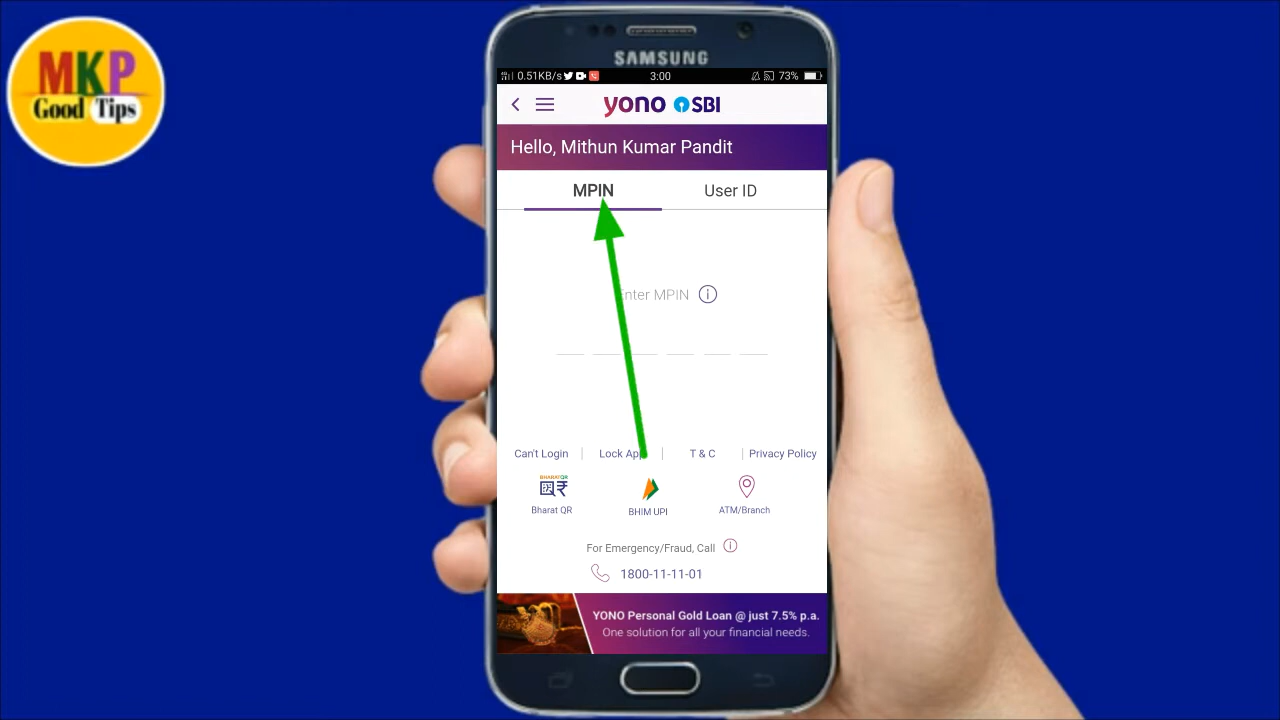 MKP
Good Tips
SAMSUNG
0.51KB/s
3:00
73%
yono SBI
Hello, Mithun Kumar Pandit
MPIN
User ID
Enter MPIN
Can't Login
Lock App
T & C
Privacy Policy
BHARATQR
Bharat QR
BHIM UPI
ATM/Branch
For Emergency/Fraud, Call
1800-11-11-01
YONO Personal Gold Loan @ just 7.5% p.a.
One solution for all your financial needs.